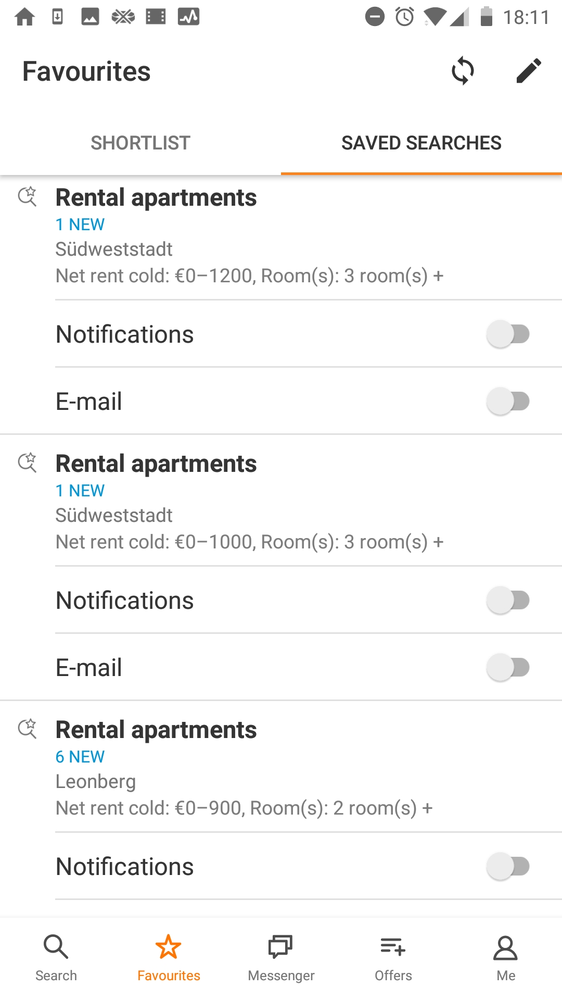 18:11
Favourites
SHORTLIST
SAVED SEARCHES
Rental apartments
1 NEW
Südweststadt
Net rent cold: €0–1200, Room(s): 3 room(s) +
Notifications
E-mail
Rental apartments
1 NEW
Südweststadt
Net rent cold: €0–1000, Room(s): 3 room(s) +
Notifications
E-mail
Rental apartments
6 NEW
Leonberg
Net rent cold: €0–900, Room(s): 2 room(s) +
Notifications
Search
Favourites
Messenger
Offers
Me